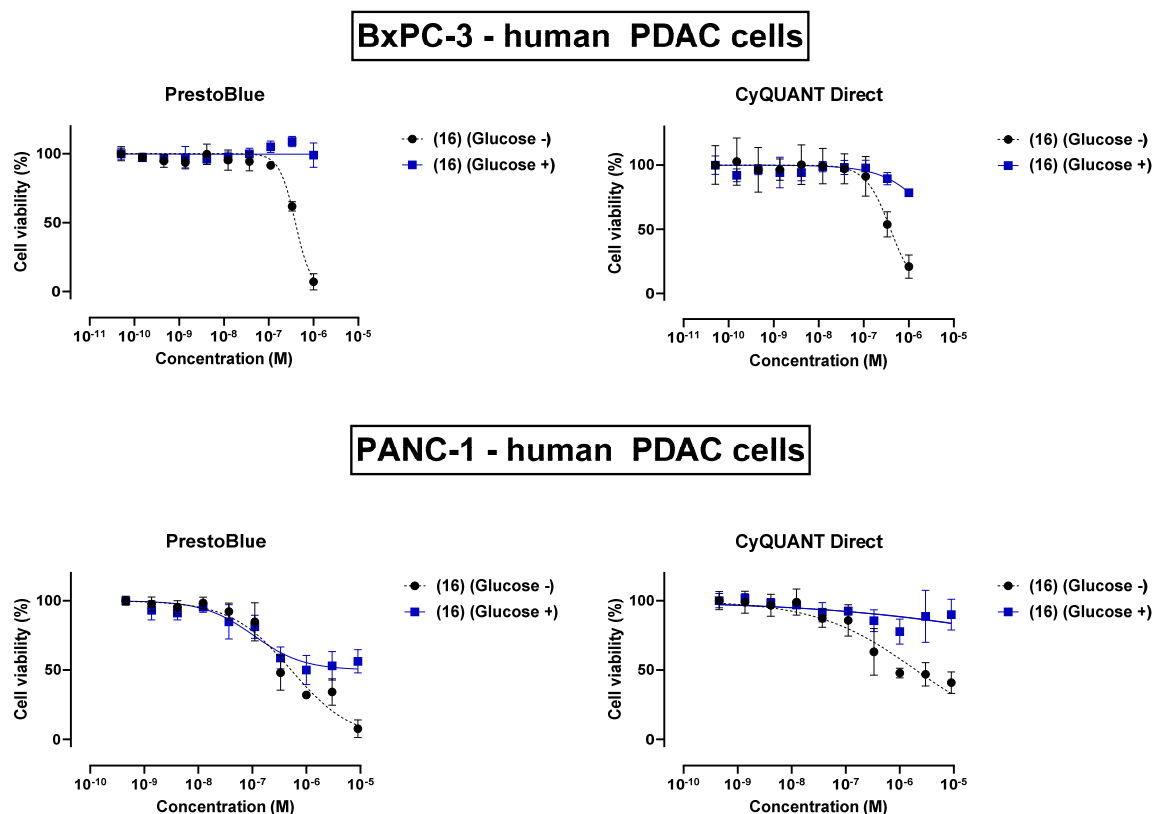 BxPC-3 - human PDAC cells
PrestoBlue
Cell viability (%)
100
50
0
10-11 10-10 10-9 10-8 10-7 10-6 10-5
Concentration (M)
(16) (Glucose -)
(16) (Glucose +)
CyQUANT Direct
Cell viability (%)
100
50
0
10-11 10-10 10-9 10-8 10-7 10-6 10-5
Concentration (M)
(16) (Glucose -)
(16) (Glucose +)
PANC-1 - human PDAC cells
PrestoBlue
Cell viability (%)
100
50
0
10-10 10-9 10-8 10-7 10-6 10-5
Concentration (M)
(16) (Glucose -)
(16) (Glucose +)
CyQUANT Direct
Cell viability (%)
100
50
0
10-10 10-9 10-8 10-7 10-6 10-5
Concentration (M)
(16) (Glucose -)
(16) (Glucose +)